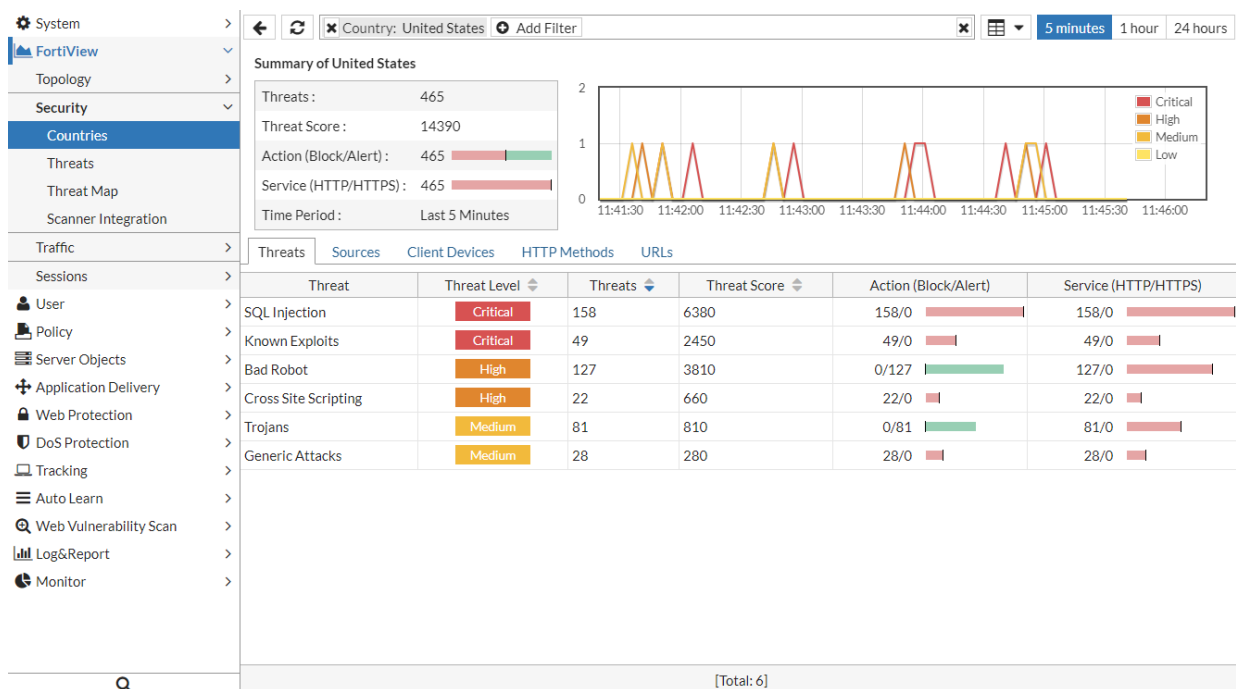 System
FortiView
Topology
Security
Countries
Threats
Threat Map
Scanner Integration
Traffic
Sessions
User
Policy
Server Objects
Application Delivery
Web Protection
DoS Protection
Tracking
Auto Learn
Web Vulnerability Scan
Log&Report
Monitor
Country: United States Add Filter
5 minutes 1 hour 24 hours
Summary of United States
Threats : 465
Threat Score : 14390
Action (Block/Alert) : 465
Service (HTTP/HTTPS) : 465
Time Period : Last 5 Minutes
2
1
0
11:41:30 11:42:00 11:42:30 11:43:00 11:43:30 11:44:00 11:44:30 11:45:00 11:45:30 11:46:00
Critical
High
Medium
Low
Threats Sources Client Devices HTTP Methods URLs
Threat Threat Level Threats Threat Score Action (Block/Alert) Service (HTTP/HTTPS)
SQL Injection Critical 158 6380 158/0 158/0
Known Exploits Critical 49 2450 49/0 49/0
Bad Robot High 127 3810 0/127 127/0
Cross Site Scripting High 22 660 22/0 22/0
Trojans Medium 81 810 0/81 81/0
Generic Attacks Medium 28 280 28/0 28/0
[Total: 6]